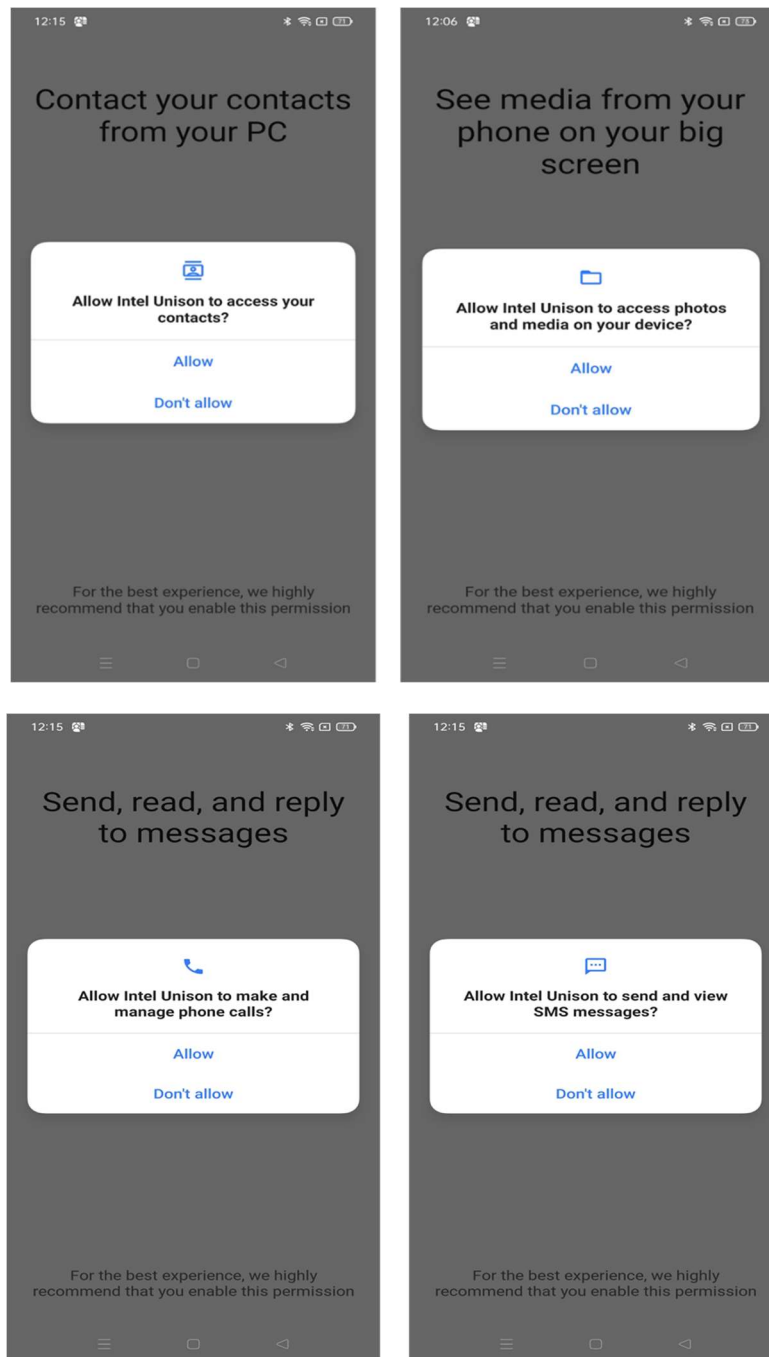 12:15
71
Contact your contacts
from your PC
Allow Intel Unison to access your
contacts?
Allow
Don't allow
For the best experience, we highly
recommend that you enable this permission
12:06
73
See media from your
phone on your big
screen
Allow Intel Unison to access photos
and media on your device?
Allow
Don't allow
For the best experience, we highly
recommend that you enable this permission
12:15
71
Send, read, and reply
to messages
Allow Intel Unison to make and
manage phone calls?
Allow
Don't allow
For the best experience, we highly
recommend that you enable this permission
12:15
71
Send, read, and reply
to messages
Allow Intel Unison to send and view
SMS messages?
Allow
Don't allow
For the best experience, we highly
recommend that you enable this permission